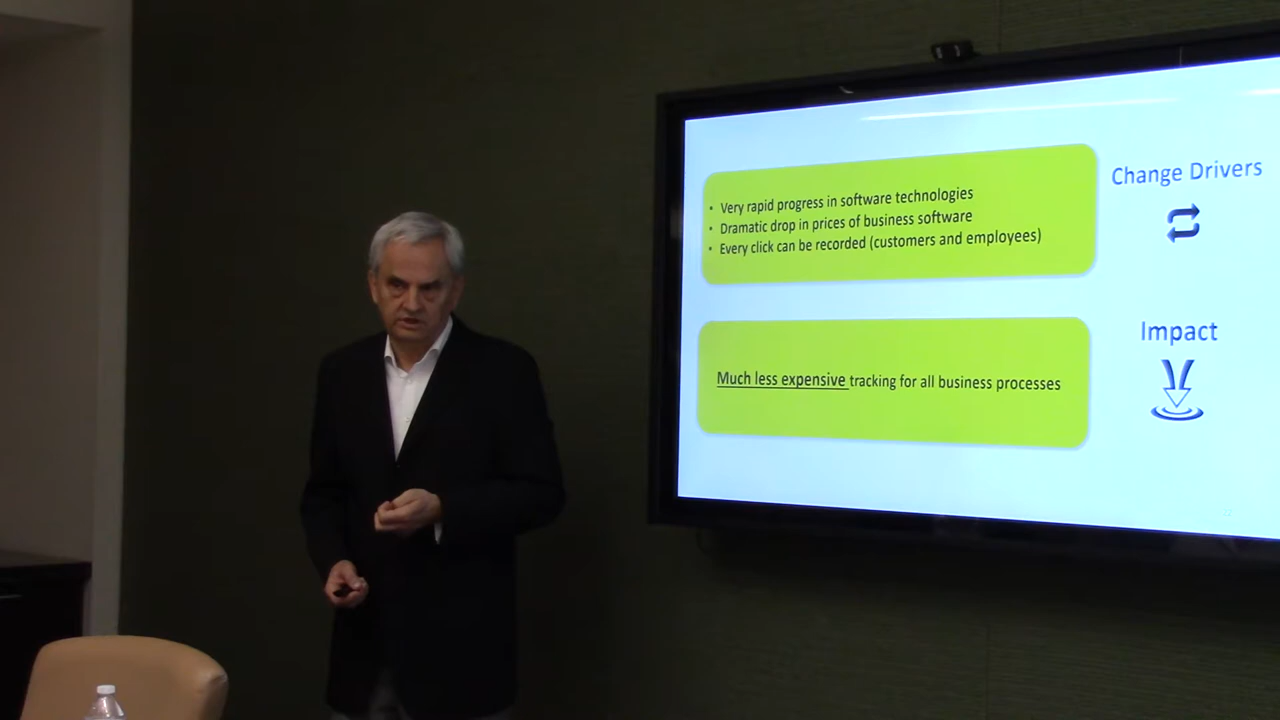 • Very rapid progress in software technologies
• Dramatic drop in prices of business software
• Every click can be recorded (customers and employees)
Change Drivers
Much less expensive tracking for all business processes
Impact